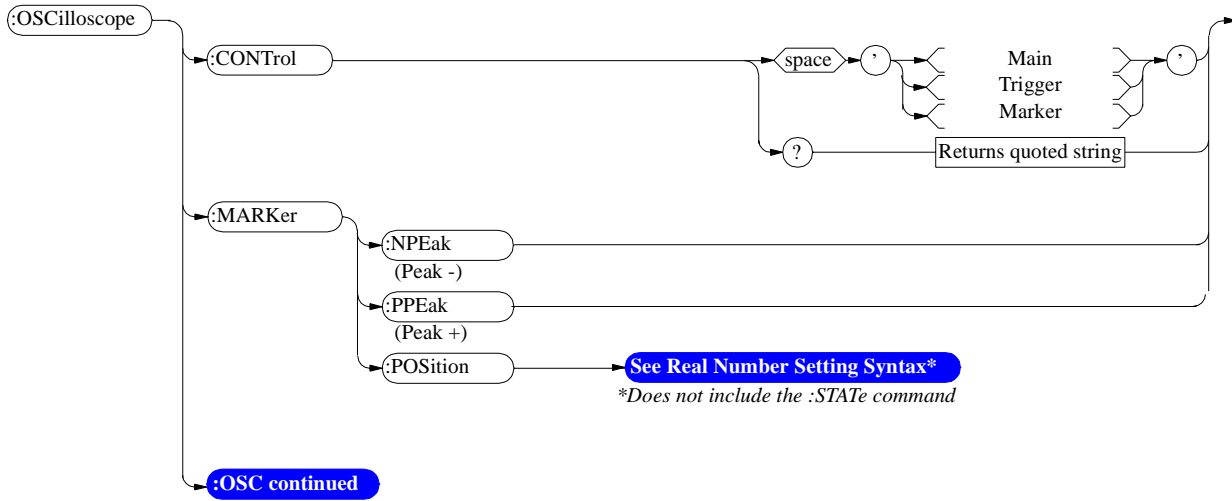 :OSCilloscope
:CONTrol
space ’ Main ’
Trigger
Marker
? Returns quoted string
:MARKer
:NPEak
(Peak -)
:PPEak
(Peak +)
:POSition See Real Number Setting Syntax*
*Does not include the :STATe command
:OSC continued